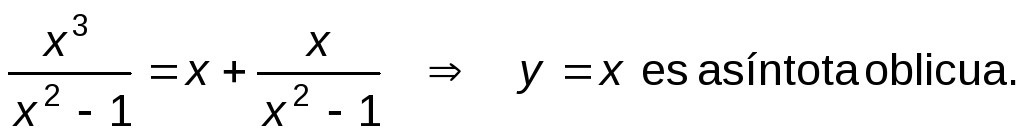 x³/(x² - 1) = x + x/(x² - 1) ⇒ y = x es asíntota oblicua.